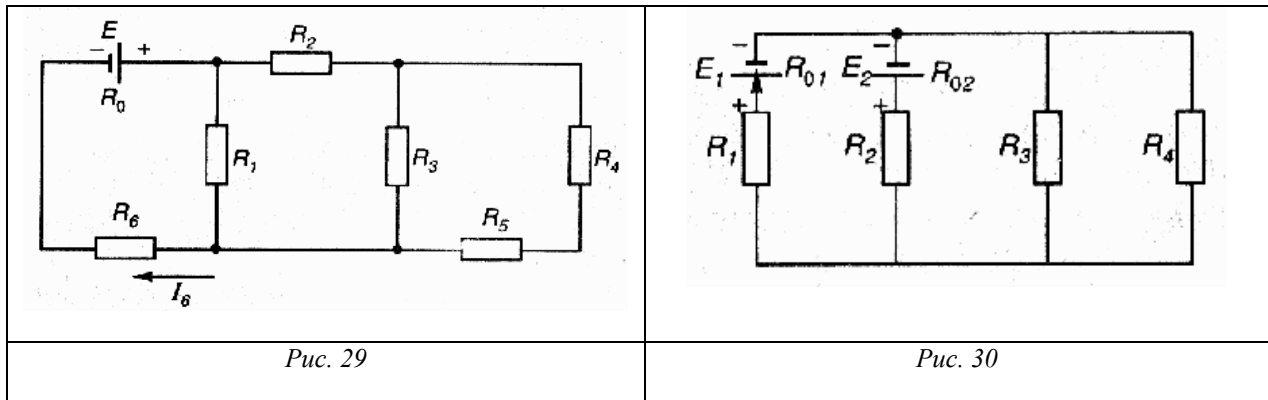 E
− +
R₀
R₂
R₁
R₃
R₄
R₆
R₅
I₆
Рис. 29
− −
E₁ R₀₁ E₂ R₀₂
+ +
R₁ R₂ R₃ R₄
Рис. 30